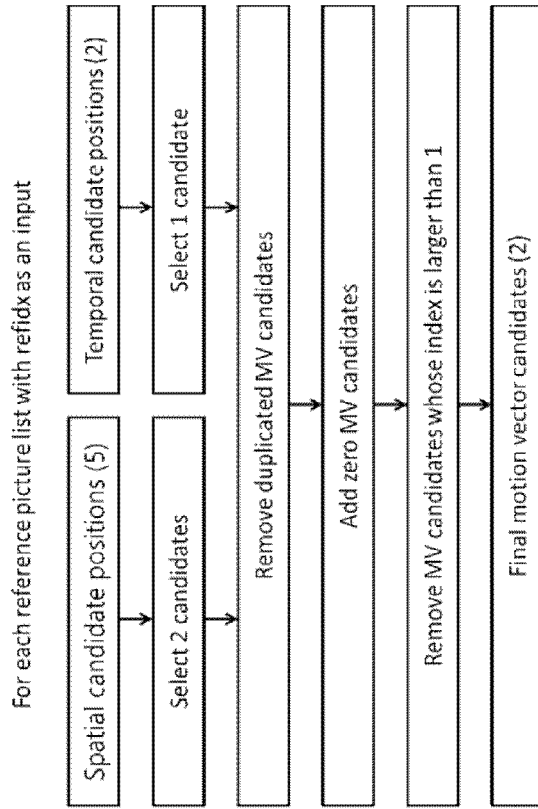 For each reference picture list with refidx as an input
Spatial candidate positions (5)
Temporal candidate positions (2)
Select 2 candidates
Select 1 candidate
Remove duplicated MV candidates
Add zero MV candidates
Remove MV candidates whose index is larger than 1
Final motion vector candidates (2)